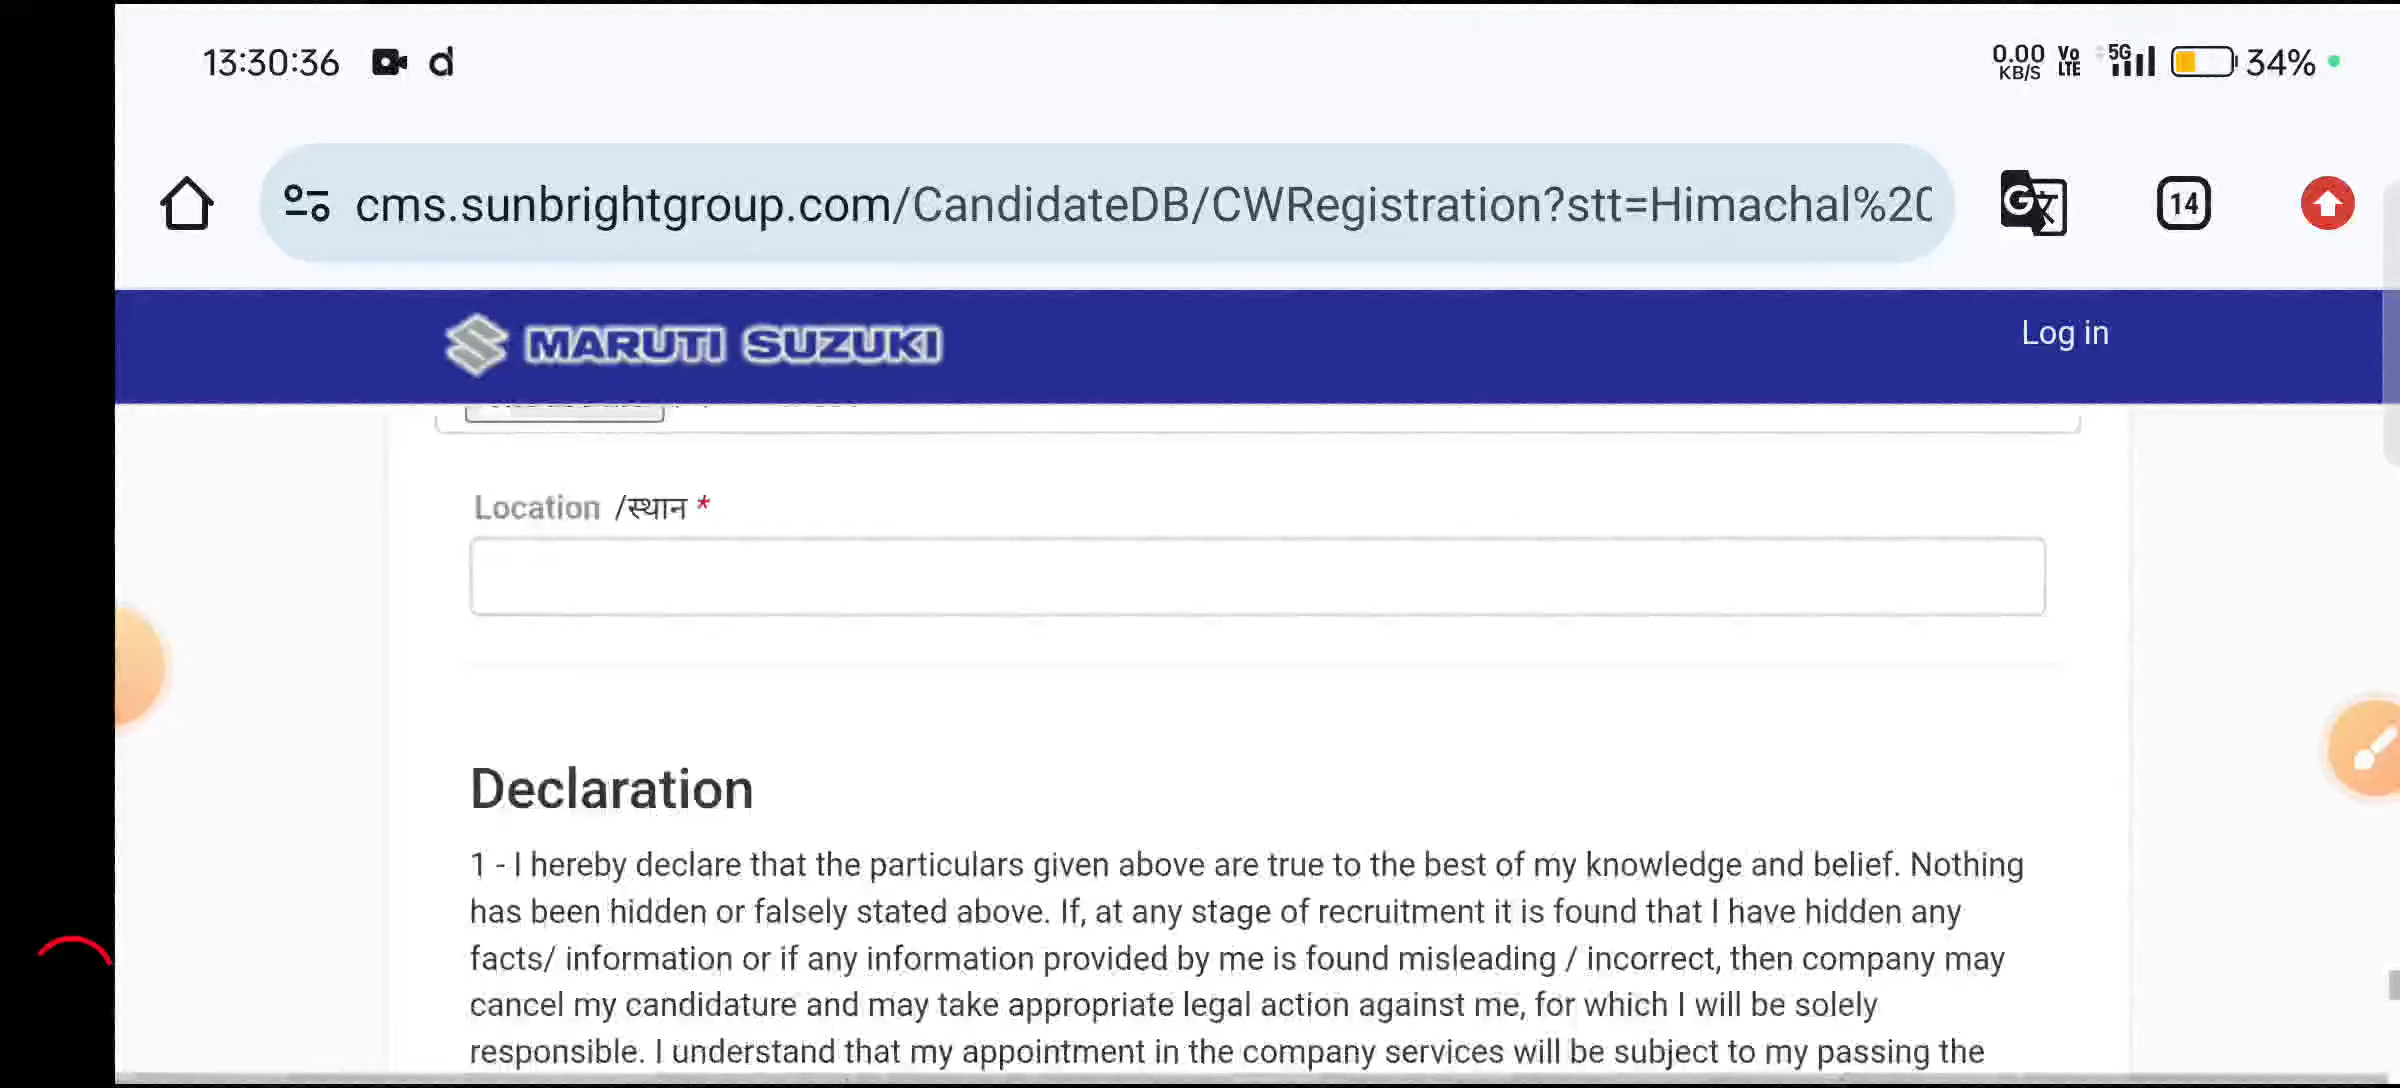 13:30:36 d 0.00 KB/S Vo LTE 5G 34%
cms.sunbrightgroup.com/CandidateDB/CWRegistration?stt=Himachal%20 14
MARUTI SUZUKI Log in
Location /स्थान *
Declaration
1 - I hereby declare that the particulars given above are true to the best of my knowledge and belief. Nothing
has been hidden or falsely stated above. If, at any stage of recruitment it is found that I have hidden any
facts/ information or if any information provided by me is found misleading / incorrect, then company may
cancel my candidature and may take appropriate legal action against me, for which I will be solely
responsible. I understand that my appointment in the company services will be subject to my passing the